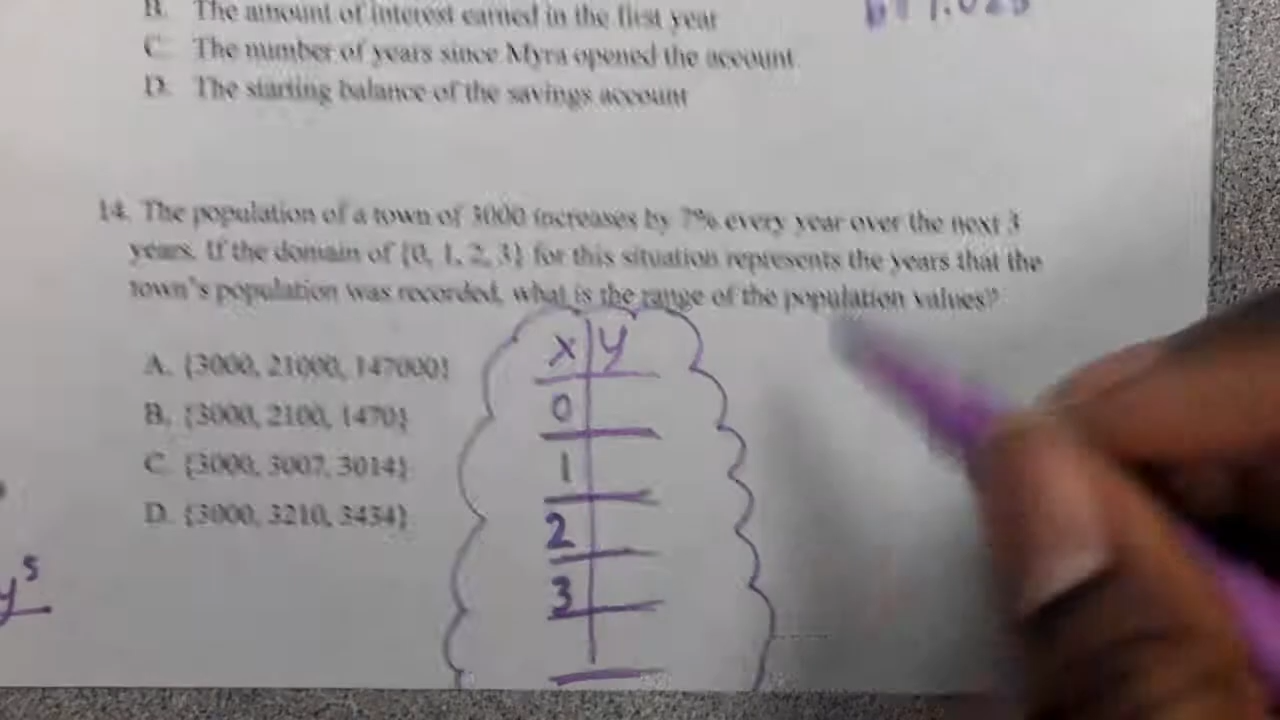 B. The amount of interest earned in the first year
C. The number of years since Myra opened the account
D. The starting balance of the savings account
14. The population of a town of 3000 increases by 7% every year over the next 3
years. If the domain of {0, 1, 2, 3} for this situation represents the years that the
town's population was recorded, what is the range of the population values?
A. {3000, 21000, 147000}
B. {3000, 2100, 1470}
C. {3000, 3007, 3014}
D. {3000, 3210, 3434}
x y
0
1
2
3
y⁵